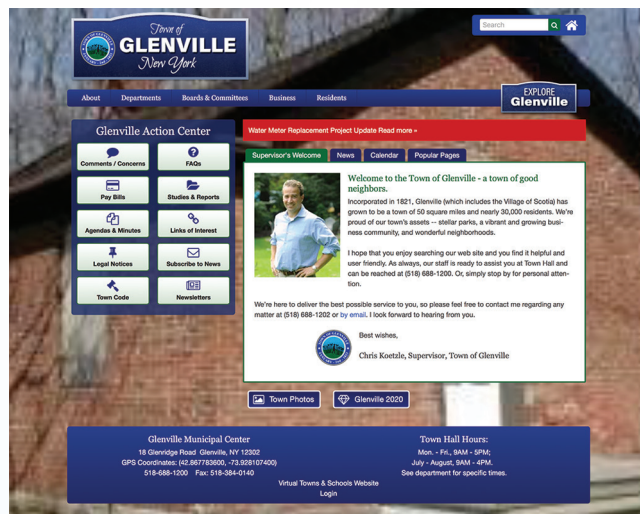 Town of
GLENVILLE
New York
Search
About Departments Boards & Committees Business Residents
EXPLORE
Glenville
Glenville Action Center
Comments / Concerns
FAQs
Pay Bills
Studies & Reports
Agendas & Minutes
Links of Interest
Legal Notices
Subscribe to News
Town Code
Newsletters
Water Meter Replacement Project Update Read more »
Supervisor's Welcome News Calendar Popular Pages
Welcome to the Town of Glenville - a town of good
neighbors.
Incorporated in 1821, Glenville (which includes the Village of Scotia) has
grown to be a town of 50 square miles and nearly 30,000 residents. We're
proud of our town's assets -- stellar parks, a vibrant and growing busi-
ness community, and wonderful neighborhoods.
I hope that you enjoy searching our web site and you find it helpful and
user friendly. As always, our staff is ready to assist you at Town Hall and
can be reached at (518) 688-1200. Or, simply stop by for personal atten-
tion.
We're here to deliver the best possible service to you, so please feel free to contact me regarding any
matter at (518) 688-1202 or by email. I look forward to hearing from you.
Best wishes,
Chris Koetzle, Supervisor, Town of Glenville
Town Photos
Glenville 2020
Glenville Municipal Center
18 Glenridge Road Glenville, NY 12302
GPS Coordinates: (42.867783600, -73.928107400)
518-688-1200 Fax: 518-384-0140
Town Hall Hours:
Mon. - Fri., 9AM - 5PM;
July - August, 9AM - 4PM.
See department for specific times.
Virtual Towns & Schools Website
Login